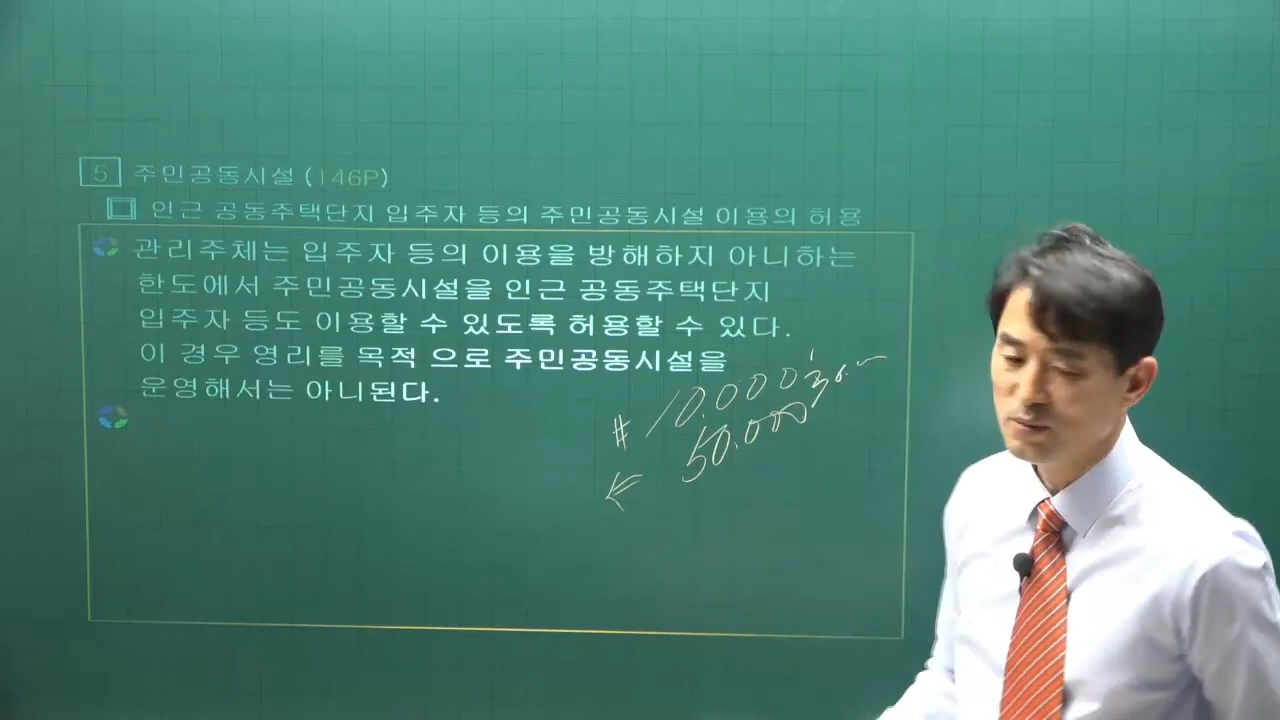 5 주민공동시설 (146P)
인근 공동주택단지 입주자 등의 주민공동시설 이용의 허용
관리주체는 입주자 등의 이용을 방해하지 아니하는
한도에서 주민공동시설을 인근 공동주택단지
입주자 등도 이용할 수 있도록 허용할 수 있다.
이 경우 영리를 목적 으로 주민공동시설을
운영해서는 아니된다.
# 10.000
50.000